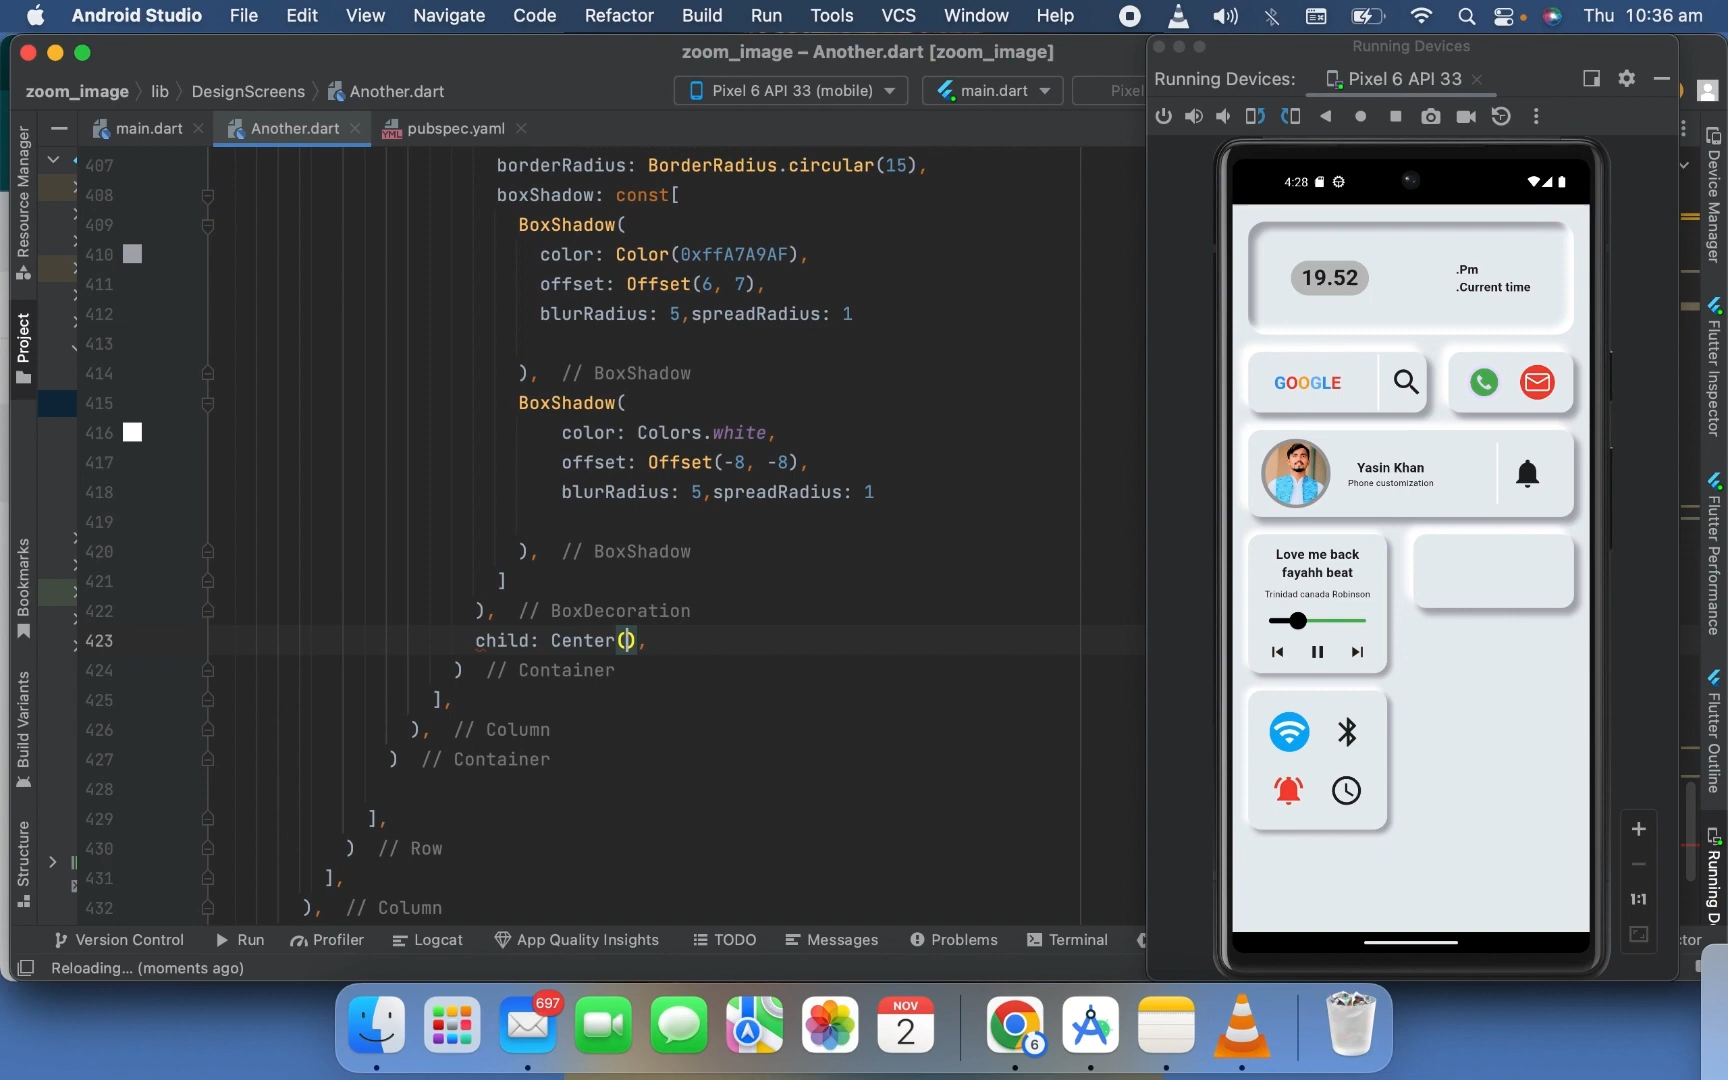 Android Studio File Edit View Navigate Code Refactor Build Run Tools VCS Window Help Thu 10:36 am
zoom_image – Another.dart [zoom_image]
Running Devices
zoom_image lib DesignScreens Another.dart
Pixel 6 API 33 (mobile)
main.dart
Pixel
Running Devices: Pixel 6 API 33
main.dart
Another.dart
pubspec.yaml
Resource Manager
Project
Bookmarks
Build Variants
Structure
407 borderRadius: BorderRadius.circular(15),
408 boxShadow: const[
409 BoxShadow(
410 color: Color(0xffA7A9AF),
411 offset: Offset(6, 7),
412 blurRadius: 5,spreadRadius: 1
413
414 ), // BoxShadow
415 BoxShadow(
416 color: Colors.white,
417 offset: Offset(-8, -8),
418 blurRadius: 5,spreadRadius: 1
419
420 ), // BoxShadow
421 ]
422 ), // BoxDecoration
423 child: Center(),
424 ) // Container
425 ],
426 ), // Column
427 ) // Container
428
429 ],
430 ) // Row
431 ],
432 ), // Column
4:28
19.52
.Pm
.Current time
GOOGLE
Yasin Khan
Phone customization
Love me back
fayahh beat
Trinidad canada Robinson
1:1
Device Manager
Flutter Inspector
Flutter Performance
Flutter Outline
Running D
Version Control Run Profiler Logcat App Quality Insights TODO Messages Problems Terminal
ctor
Reloading... (moments ago)
697
NOV
2
6